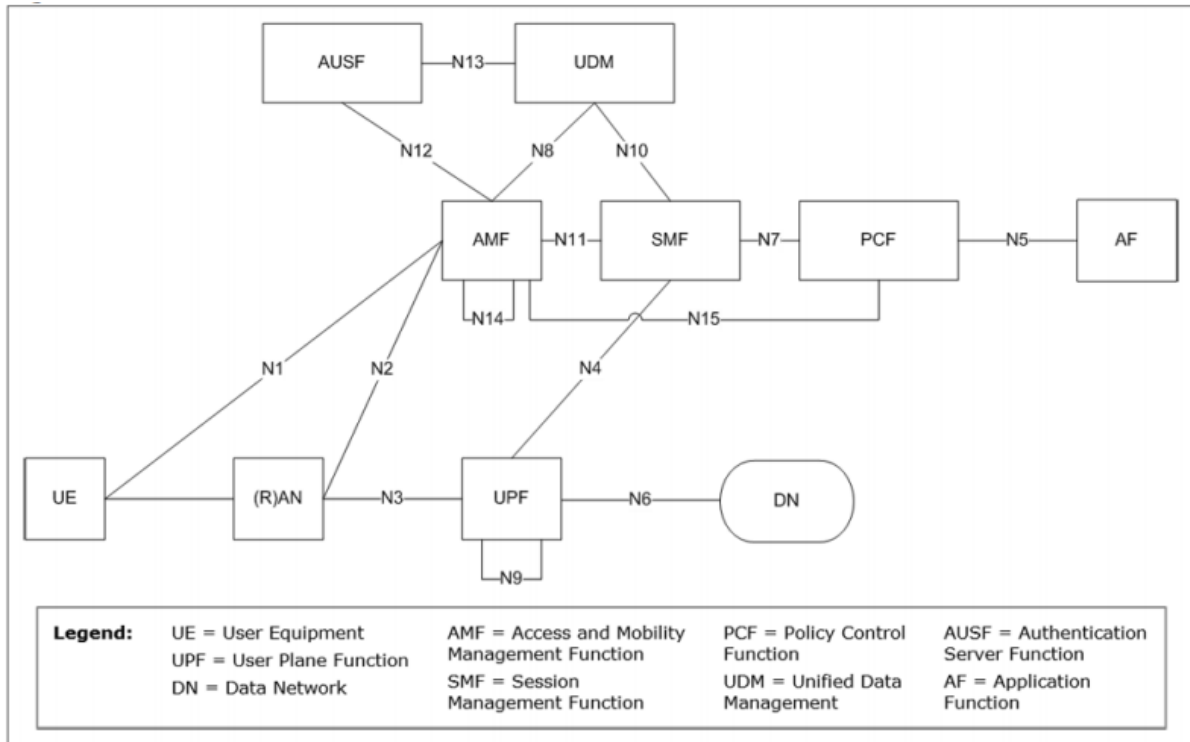 AUSF
N13
UDM
N12
N8
N10
AMF
N11
SMF
N7
PCF
N5
AF
N14
N15
N1
N2
N4
UE
(R)AN
N3
UPF
N6
DN
N9
Legend:
UE = User Equipment
UPF = User Plane Function
DN = Data Network
AMF = Access and Mobility
Management Function
SMF = Session
Management Function
PCF = Policy Control
Function
UDM = Unified Data
Management
AUSF = Authentication
Server Function
AF = Application
Function